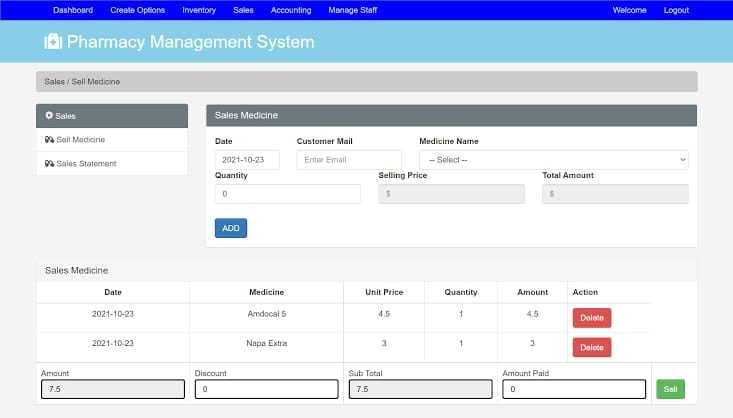 Dashboard Create Options Inventory Sales Accounting Manage Staff Welcome Logout
Pharmacy Management System
Sales / Sell Medicine
Sales
Sell Medicine
Sales Statement
Sales Medicine
Date Customer Mail Medicine Name
2021-10-23 Enter Email -- Select --
Quantity Selling Price Total Amount
0 $ $
ADD
Sales Medicine
Date Medicine Unit Price Quantity Amount Action
2021-10-23 Amdocal 5 4.5 1 4.5 Delete
2021-10-23 Napa Extra 3 1 3 Delete
Amount Discount Sub Total Amount Paid
7.5 0 7.5 0 Sell